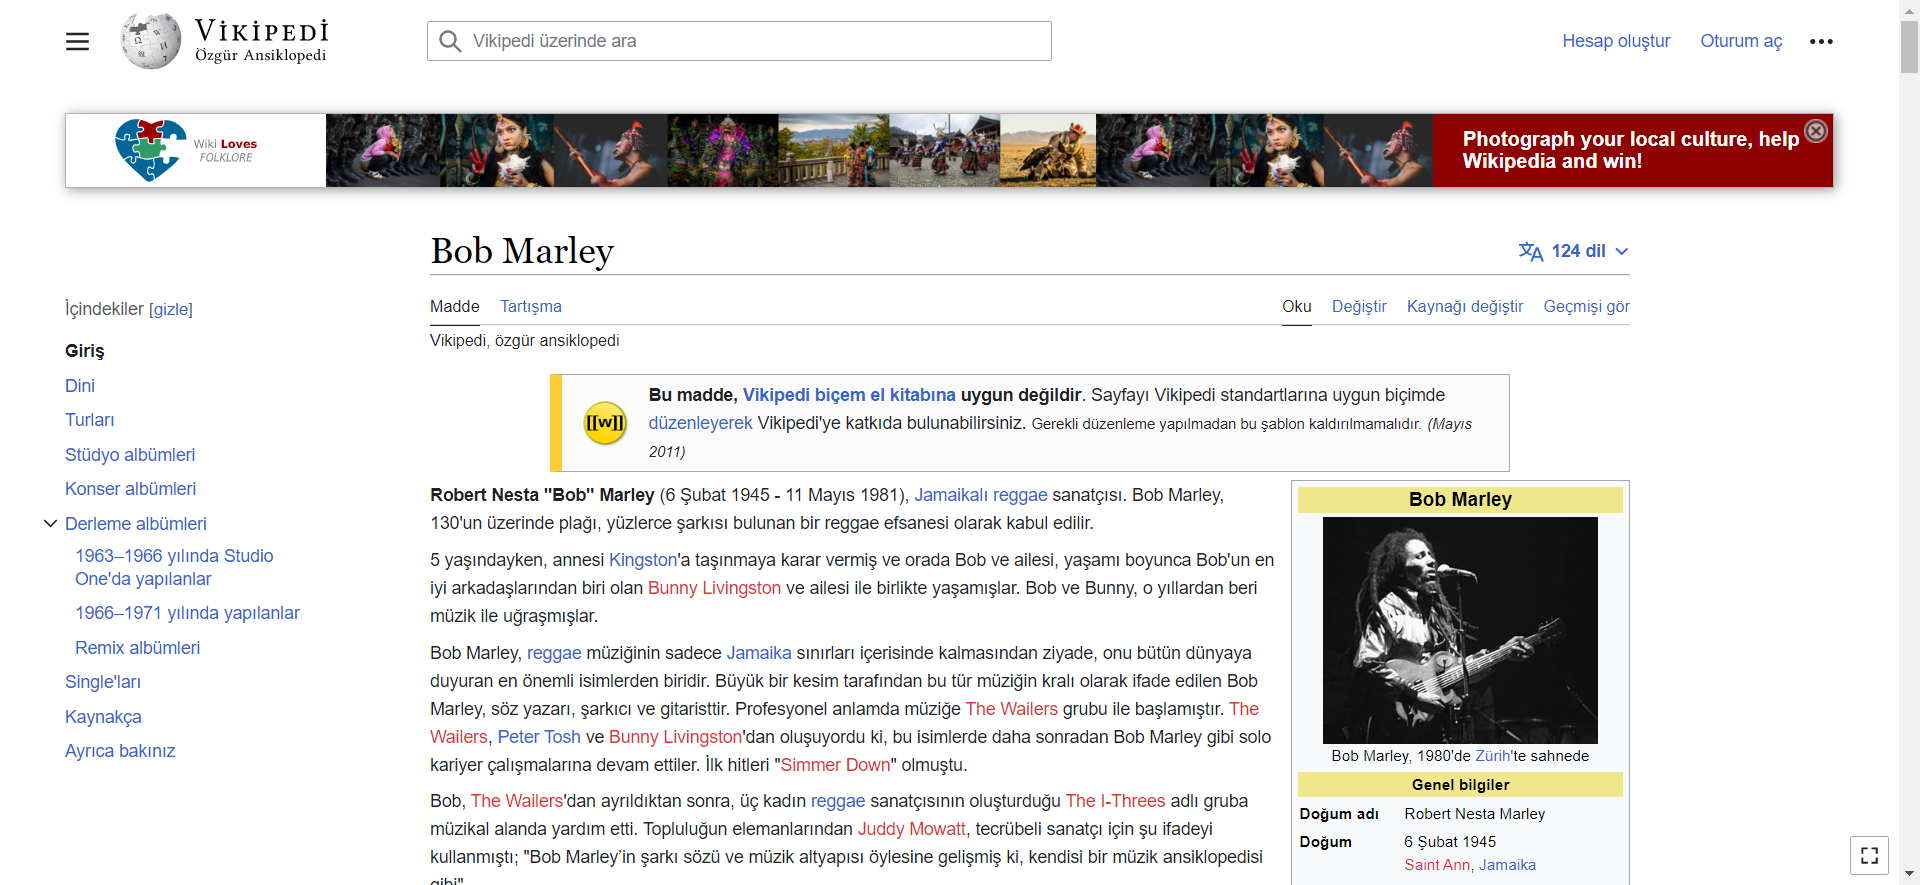 VİKİPEDİ
Özgür Ansiklopedi
Vikipedi üzerinde ara
Hesap oluştur
Oturum aç
Wiki Loves
FOLKLORE
Photograph your local culture, help
Wikipedia and win!
Bob Marley
124 dil
İçindekiler [gizle]
Giriş
Dini
Turları
Stüdyo albümleri
Konser albümleri
Derleme albümleri
1963–1966 yılında Studio
One'da yapılanlar
1966–1971 yılında yapılanlar
Remix albümleri
Single'ları
Kaynakça
Ayrıca bakınız
Madde Tartışma
Oku Değiştir Kaynağı değiştir Geçmişi gör
Vikipedi, özgür ansiklopedi
[[w]]
Bu madde, Vikipedi biçem el kitabına uygun değildir. Sayfayı Vikipedi standartlarına uygun biçimde
düzenleyerek Vikipedi'ye katkıda bulunabilirsiniz. Gerekli düzenleme yapılmadan bu şablon kaldırılmamalıdır. (Mayıs
2011)
Robert Nesta "Bob" Marley (6 Şubat 1945 - 11 Mayıs 1981), Jamaikalı reggae sanatçısı. Bob Marley,
130'un üzerinde plağı, yüzlerce şarkısı bulunan bir reggae efsanesi olarak kabul edilir.
5 yaşındayken, annesi Kingston'a taşınmaya karar vermiş ve orada Bob ve ailesi, yaşamı boyunca Bob'un en
iyi arkadaşlarından biri olan Bunny Livingston ve ailesi ile birlikte yaşamışlar. Bob ve Bunny, o yıllardan beri
müzik ile uğraşmışlar.
Bob Marley, reggae müziğinin sadece Jamaika sınırları içerisinde kalmasından ziyade, onu bütün dünyaya
duyuran en önemli isimlerden biridir. Büyük bir kesim tarafından bu tür müziğin kralı olarak ifade edilen Bob
Marley, söz yazarı, şarkıcı ve gitaristtir. Profesyonel anlamda müziğe The Wailers grubu ile başlamıştır. The
Wailers, Peter Tosh ve Bunny Livingston'dan oluşuyordu ki, bu isimlerde daha sonradan Bob Marley gibi solo
kariyer çalışmalarına devam ettiler. İlk hitleri "Simmer Down" olmuştu.
Bob, The Wailers'dan ayrıldıktan sonra, üç kadın reggae sanatçısının oluşturduğu The I-Threes adlı gruba
müzikal alanda yardım etti. Topluluğun elemanlarından Juddy Mowatt, tecrübeli sanatçı için şu ifadeyi
kullanmıştı; "Bob Marley’in şarkı sözü ve müzik altyapısı öylesine gelişmiş ki, kendisi bir müzik ansiklopedisi
gibi"
Bob Marley
Bob Marley, 1980'de Zürih'te sahnede
Genel bilgiler
Doğum adı Robert Nesta Marley
Doğum 6 Şubat 1945
Saint Ann, Jamaika